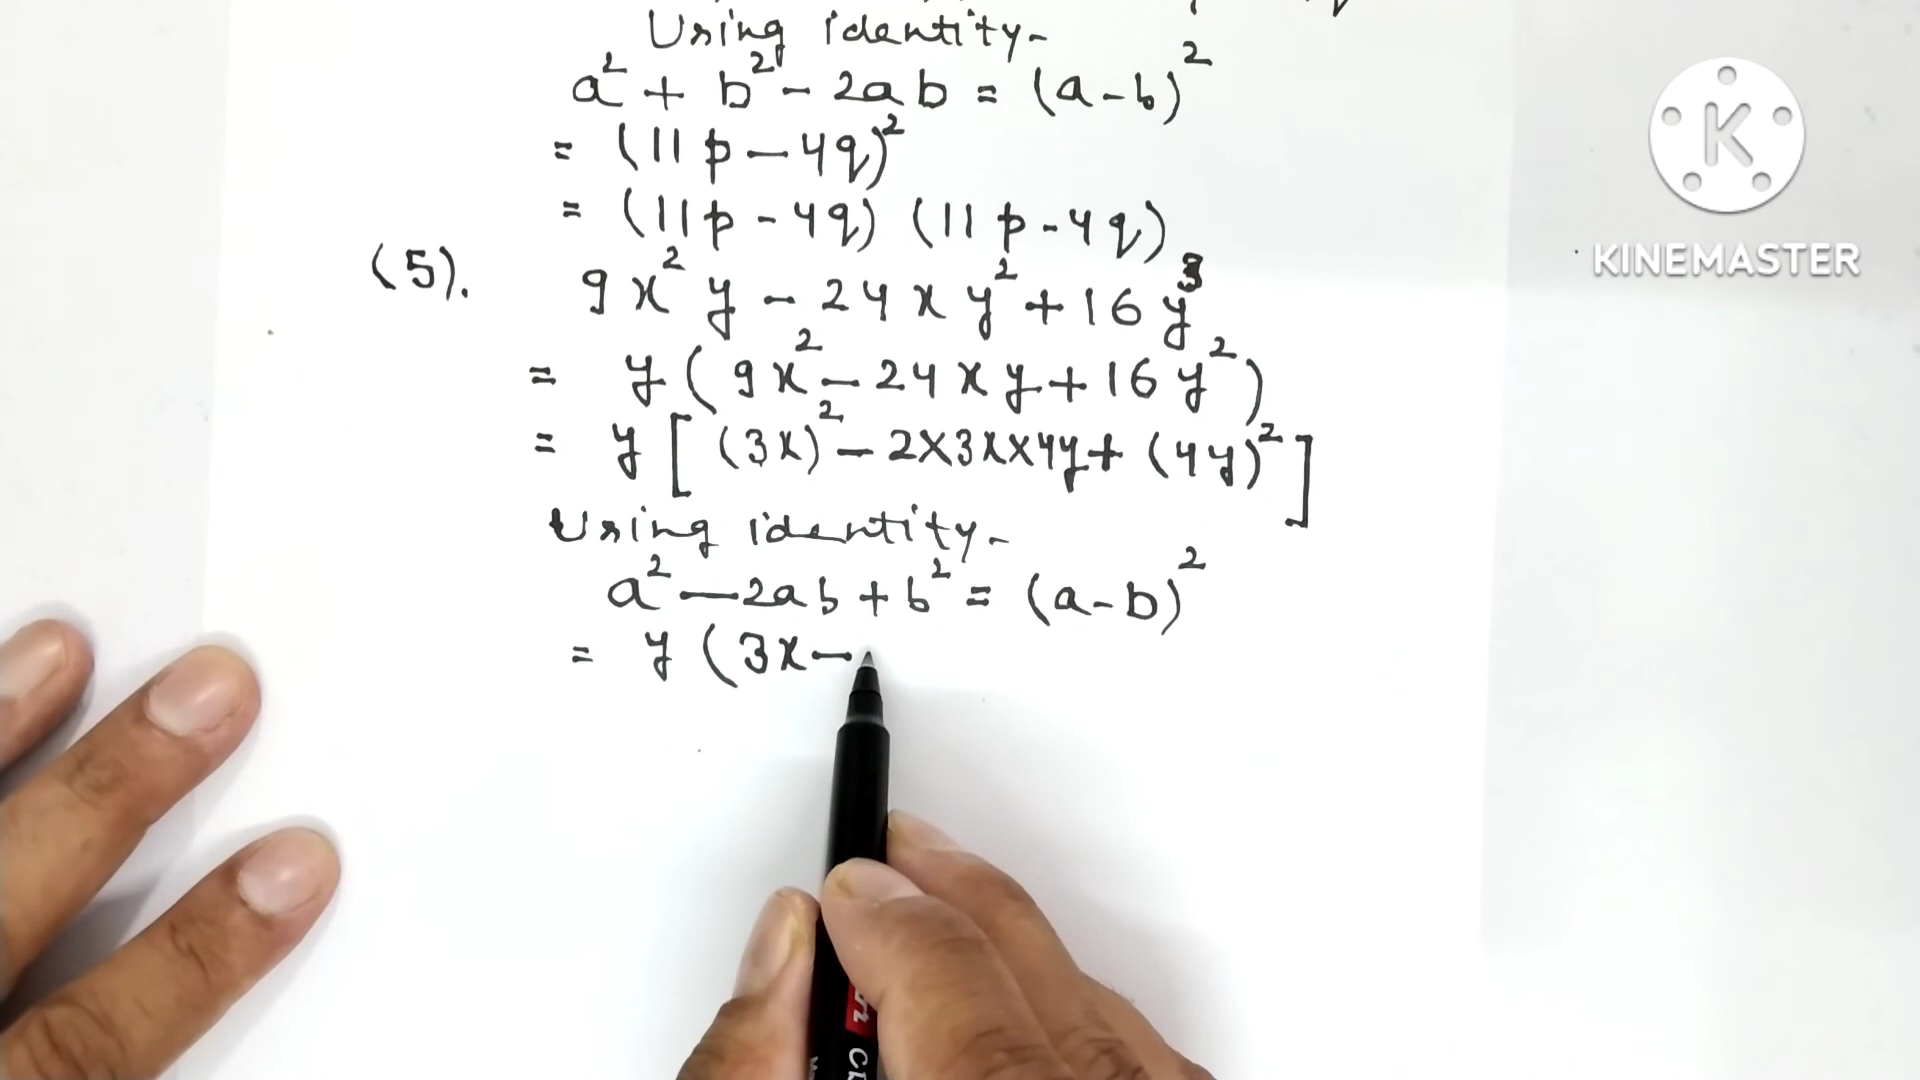 Using identity-
a² + b² - 2ab = (a-b)²
= (11p - 4q)²
= (11p - 4q) (11p - 4q)
(5). 9x²y - 24xy² + 16y³
= y(9x² - 24xy + 16y²)
= y[(3x)² - 2×3x×4y + (4y)²]
Using identity-
a² - 2ab + b² = (a-b)²
= y (3x -
K
KINEMASTER